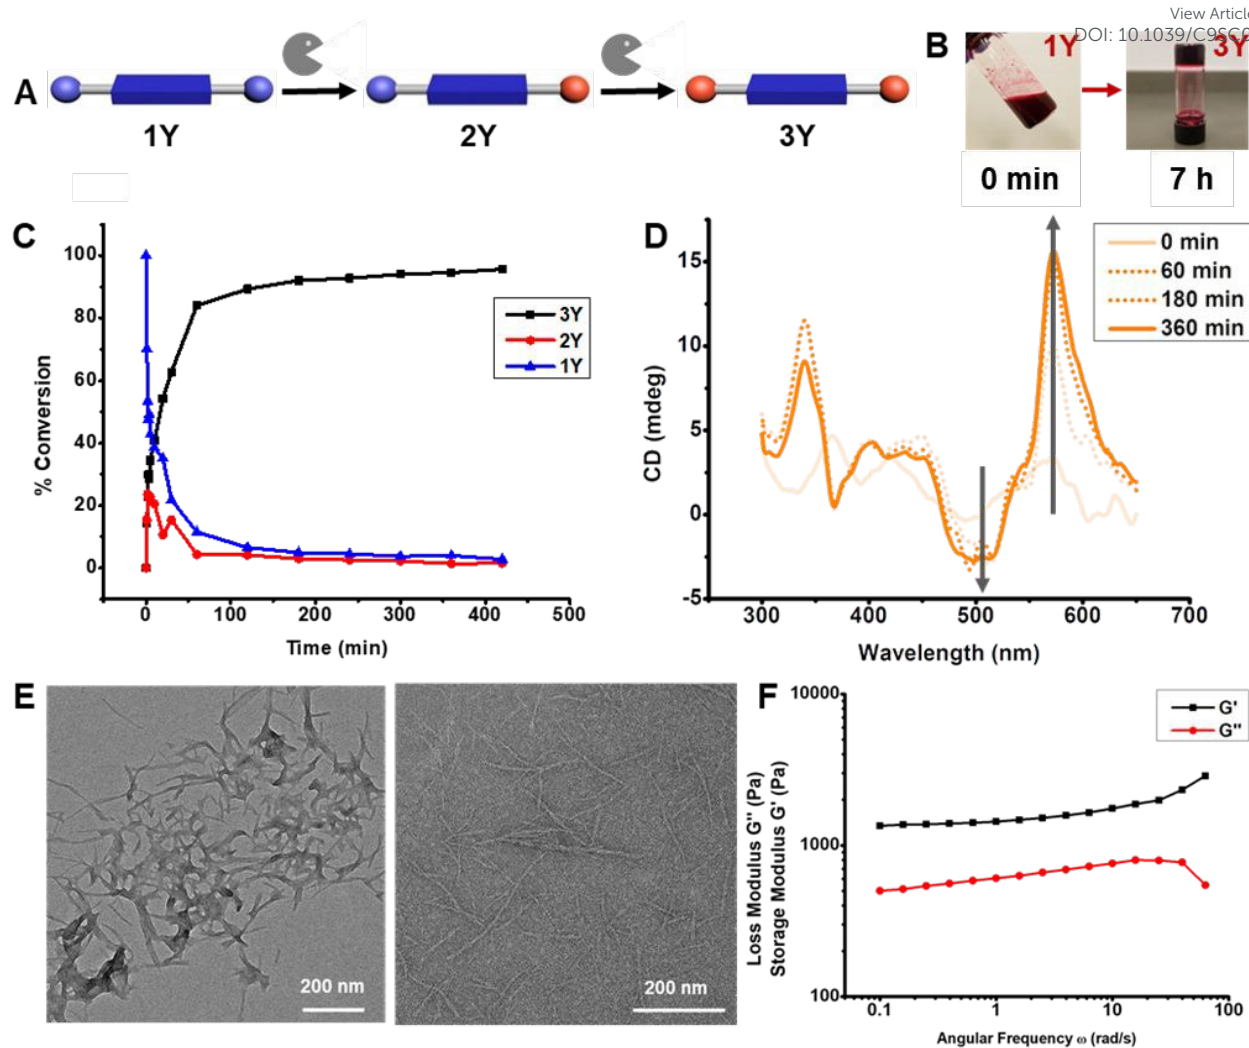 View Article
DOI: 10.1039/C9SC0
A
1Y
2Y
3Y
B
1Y
3Y
0 min
7 h
C
% Conversion
100
80
60
40
20
0
3Y
2Y
1Y
0
100
200
300
400
500
Time (min)
D
CD (mdeg)
15
10
5
0
-5
0 min
60 min
180 min
360 min
300
400
500
600
700
Wavelength (nm)
E
200 nm
200 nm
F
Loss Modulus G'' (Pa)
Storage Modulus G' (Pa)
10000
1000
100
G'
G''
0.1
1
10
100
Angular Frequency ω (rad/s)